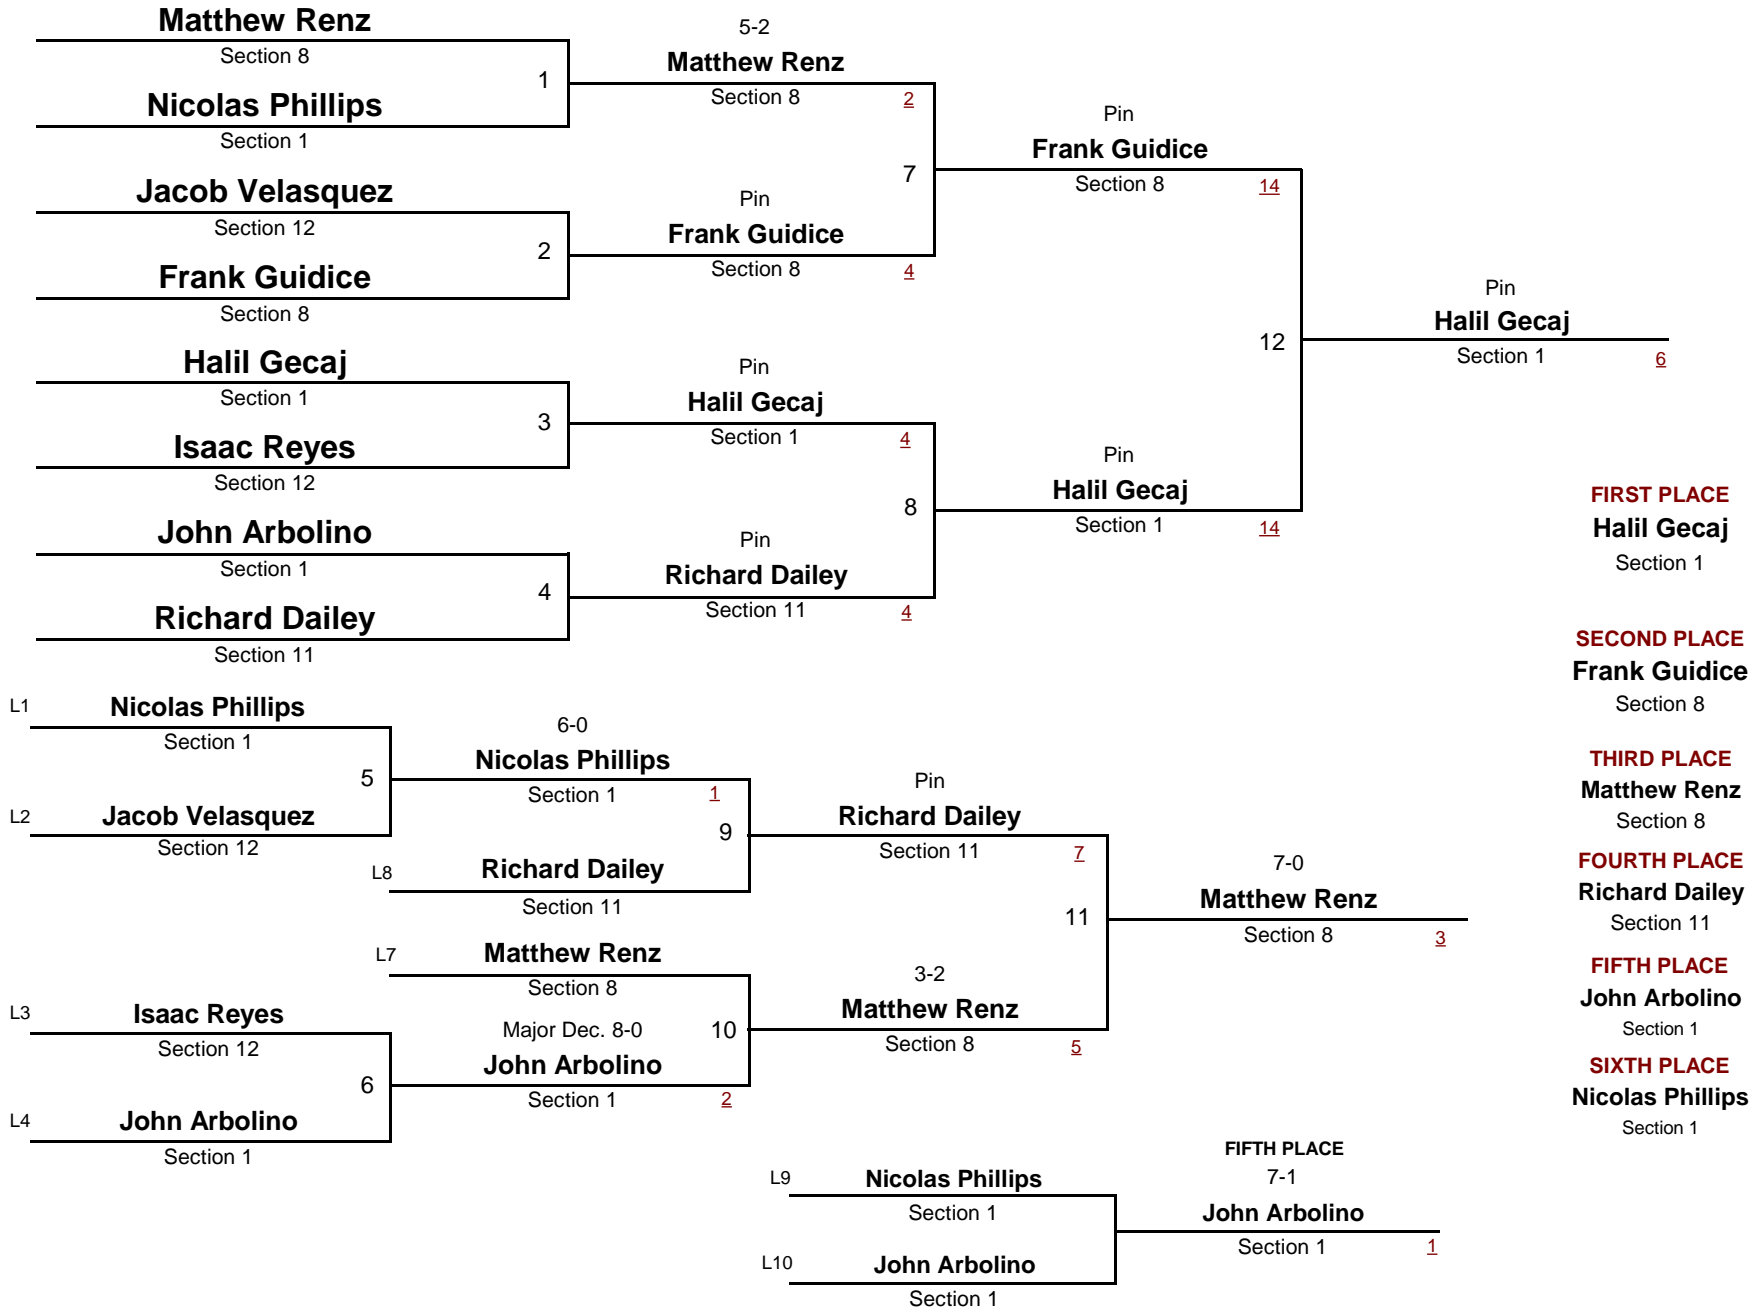 Matthew Renz
Section 8
1
Nicolas Phillips
Section 1
Jacob Velasquez
Section 12
2
Frank Guidice
Section 8
Halil Gecaj
Section 1
3
Isaac Reyes
Section 12
John Arbolino
Section 1
4
Richard Dailey
Section 11
5-2
Matthew Renz
Section 8 2
7
Pin
Frank Guidice
Section 8 4
Pin
Halil Gecaj
Section 1 4
8
Pin
Richard Dailey
Section 11 4
Pin
Frank Guidice
Section 8 14
12
Pin
Halil Gecaj
Section 1 14
Pin
Halil Gecaj
Section 1 6
L1 Nicolas Phillips
Section 1
5
L2 Jacob Velasquez
Section 12
6-0
Nicolas Phillips
Section 1 1
9
L8 Richard Dailey
Section 11
L7 Matthew Renz
Section 8
L3 Isaac Reyes
Section 12
6
L4 John Arbolino
Section 1
Major Dec. 8-0 10
John Arbolino
Section 1 2
Pin
Richard Dailey
Section 11 7
11
3-2
Matthew Renz
Section 8 5
7-0
Matthew Renz
Section 8 3
L9 Nicolas Phillips
Section 1
L10 John Arbolino
Section 1
FIFTH PLACE
7-1
John Arbolino
Section 1 1
FIRST PLACE
Halil Gecaj
Section 1
SECOND PLACE
Frank Guidice
Section 8
THIRD PLACE
Matthew Renz
Section 8
FOURTH PLACE
Richard Dailey
Section 11
FIFTH PLACE
John Arbolino
Section 1
SIXTH PLACE
Nicolas Phillips
Section 1